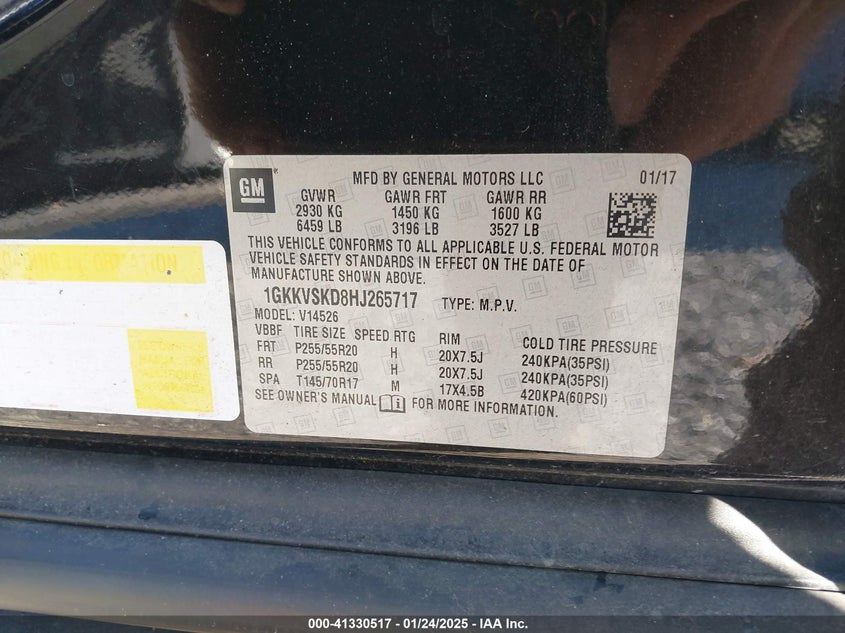 GM
MFD BY GENERAL MOTORS LLC 01/17
GVWR GAWR FRT GAWR RR
2930 KG 1450 KG 1600 KG
6459 LB 3196 LB 3527 LB
THIS VEHICLE CONFORMS TO ALL APPLICABLE U.S. FEDERAL MOTOR
VEHICLE SAFETY STANDARDS IN EFFECT ON THE DATE OF
MANUFACTURE SHOWN ABOVE.
1GKKVSKD8HJ265717 TYPE: M.P.V.
MODEL: V14526
VBBF TIRE SIZE SPEED RTG RIM COLD TIRE PRESSURE
FRT P255/55R20 H 20X7.5J 240KPA(35PSI)
RR P255/55R20 H 20X7.5J 240KPA(35PSI)
SPA T145/70R17 M 17X4.5B 420KPA(60PSI)
SEE OWNER'S MANUAL FOR MORE INFORMATION.
000-41330517 - 01/24/2025 - IAA Inc.